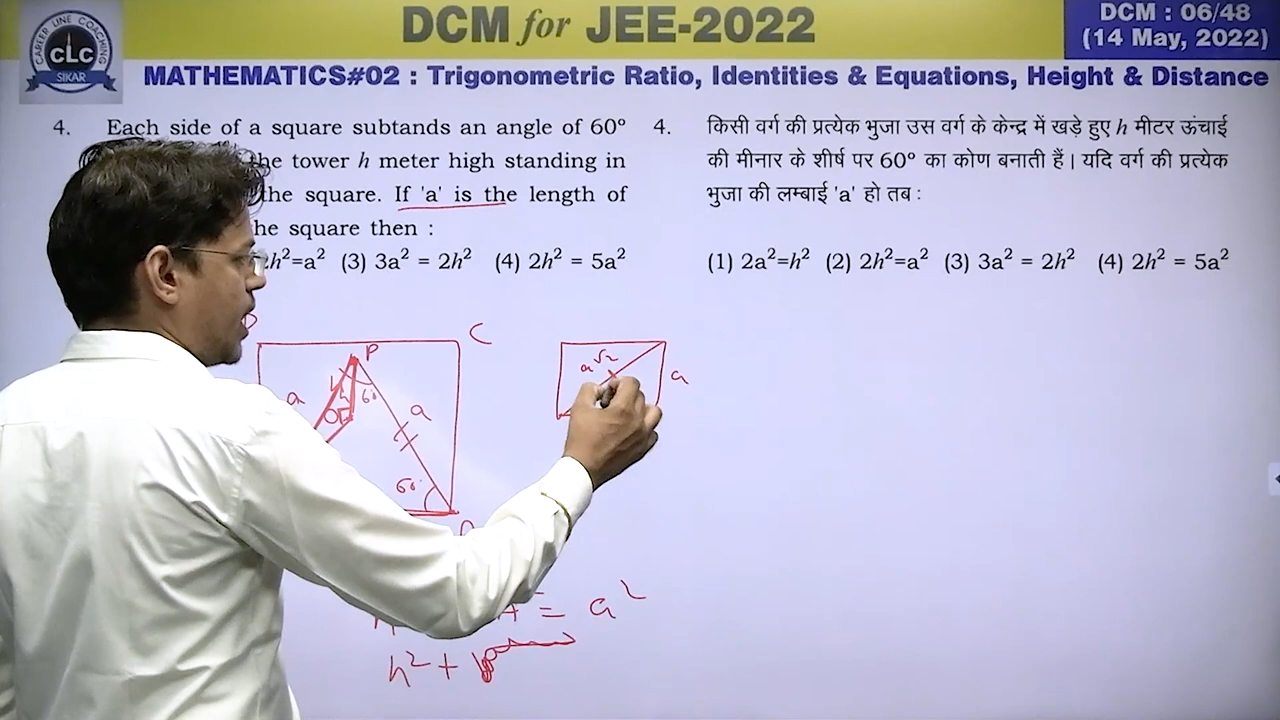 DCM for JEE-2022
DCM : 06/48
(14 May, 2022)
CAREER LINE COACHING
CLC
SIKAR
MATHEMATICS#02 : Trigonometric Ratio, Identities & Equations, Height & Distance
4. Each side of a square subtands an angle of 60°
the tower h meter high standing in
the square. If 'a' is the length of
he square then :
2h²=a² (3) 3a² = 2h² (4) 2h² = 5a²
4. किसी वर्ग की प्रत्येक भुजा उस वर्ग के केन्द्र में खड़े हुए h मीटर ऊंचाई
की मीनार के शीर्ष पर 60° का कोण बनाती हैं। यदि वर्ग की प्रत्येक
भुजा की लम्बाई 'a' हो तब :
(1) 2a²=h² (2) 2h²=a² (3) 3a² = 2h² (4) 2h² = 5a²
C
P
a
h
60
a
60°
a√2
a
= a²
h² +